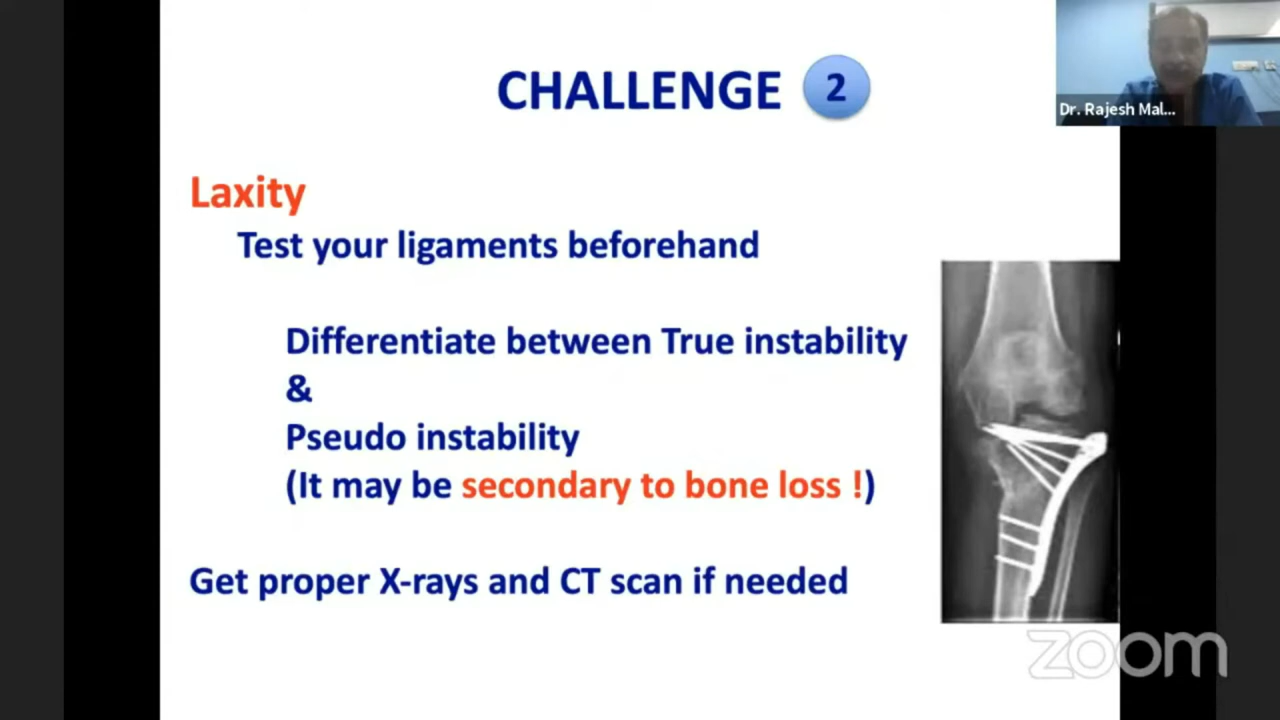 CHALLENGE 2
Dr. Rajesh Mal...
Laxity
Test your ligaments beforehand
Differentiate between True instability
&
Pseudo instability
(It may be secondary to bone loss !)
Get proper X-rays and CT scan if needed
zoom